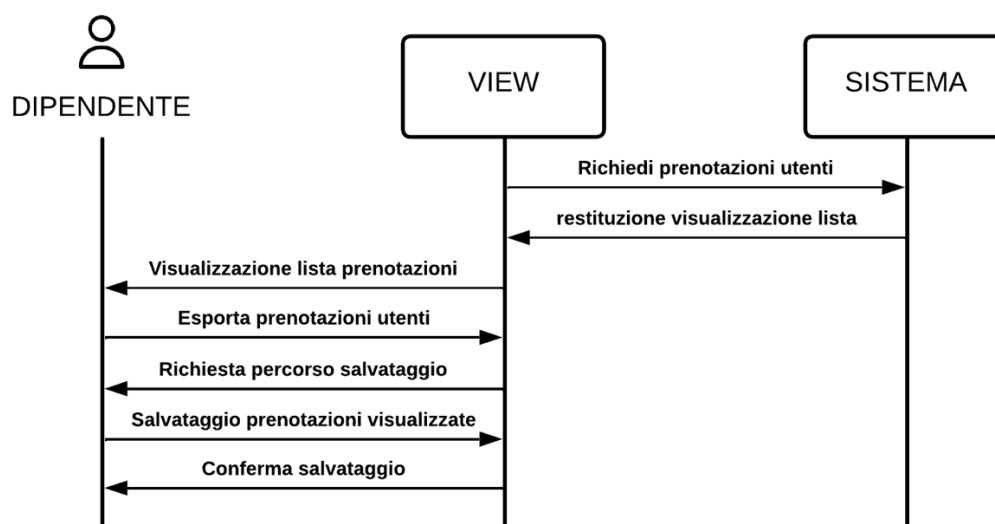 DIPENDENTE
VIEW
SISTEMA
Richiedi prenotazioni utenti
restituzione visualizzazione lista
Visualizzazione lista prenotazioni
Esporta prenotazioni utenti
Richiesta percorso salvataggio
Salvataggio prenotazioni visualizzate
Conferma salvataggio